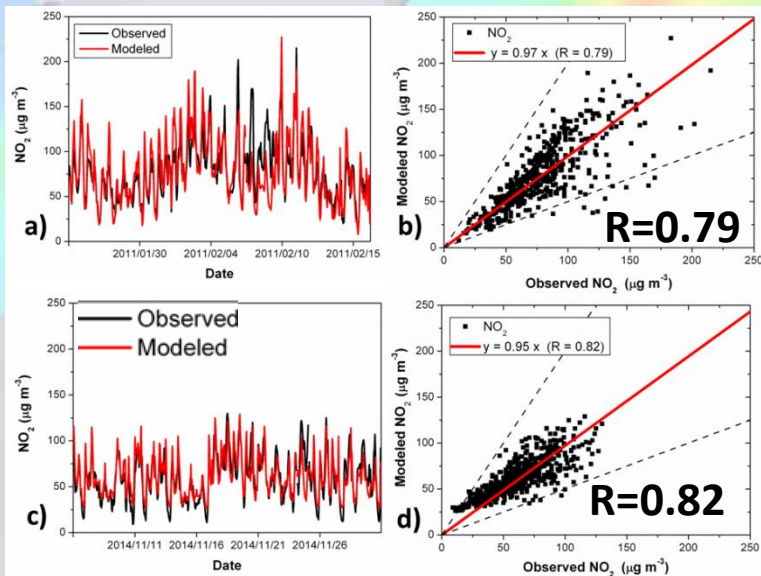 250
200
150
100
50
0
NO₂ (µg m⁻³)
Observed
Modeled
a)
2011/01/30 2011/02/04 2011/02/10 2011/02/15
Date
250
200
150
100
50
0
Modeled NO₂ (µg m⁻³)
NO₂
y = 0.97 x (R = 0.79)
b)
R=0.79
0 50 100 150 200 250
Observed NO₂ (µg m⁻³)
250
200
150
100
50
0
NO₂ (µg m⁻³)
Observed
Modeled
c)
2014/11/11 2014/11/16 2014/11/21 2014/11/26
Date
250
200
150
100
50
0
Modeled NO₂ (µg m⁻³)
NO₂
y = 0.95 x (R = 0.82)
d)
R=0.82
0 50 100 150 200 250
Observed NO₂ (µg m⁻³)